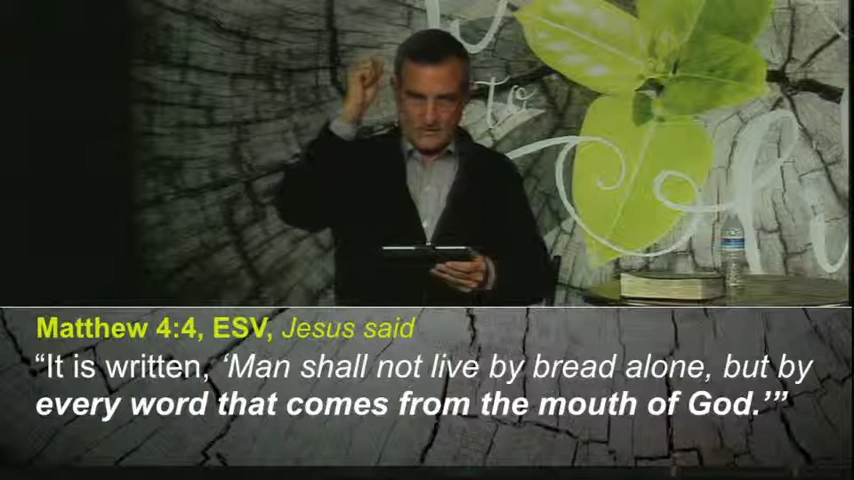 to
Matthew 4:4, ESV, Jesus said
“It is written, ‘Man shall not live by bread alone, but by
every word that comes from the mouth of God.’”